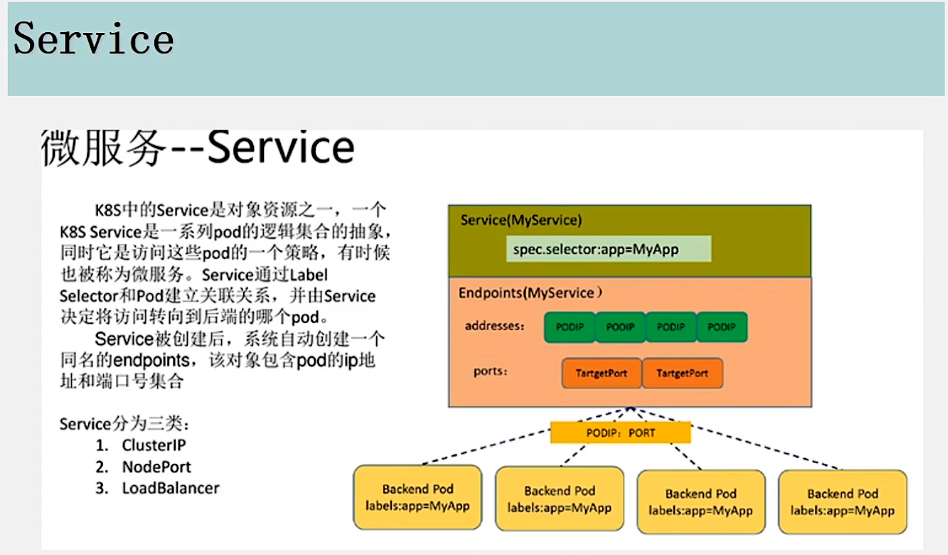 Service
微服务--Service
K8S中的Service是对象资源之一，一个
K8S Service是一系列pod的逻辑集合的抽象，
同时它是访问这些pod的一个策略，有时候
也被称为微服务。Service通过Label
Selector和Pod建立关联关系，并由Service
决定将访问转向到后端的哪个pod。
Service被创建后，系统自动创建一个
同名的endpoints，该对象包含pod的ip地
址和端口号集合
Service分为三类：
1. ClusterIP
2. NodePort
3. LoadBalancer
Service(MyService)
spec.selector:app=MyApp
Endpoints(MyService）
addresses: PODIP PODIP PODIP PODIP
ports: TartgetPort TartgetPort
PODIP：PORT
Backend Pod Backend Pod Backend Pod Backend Pod
labels:app=MyApp labels:app=MyApp labels:app=MyApp labels:app=MyApp